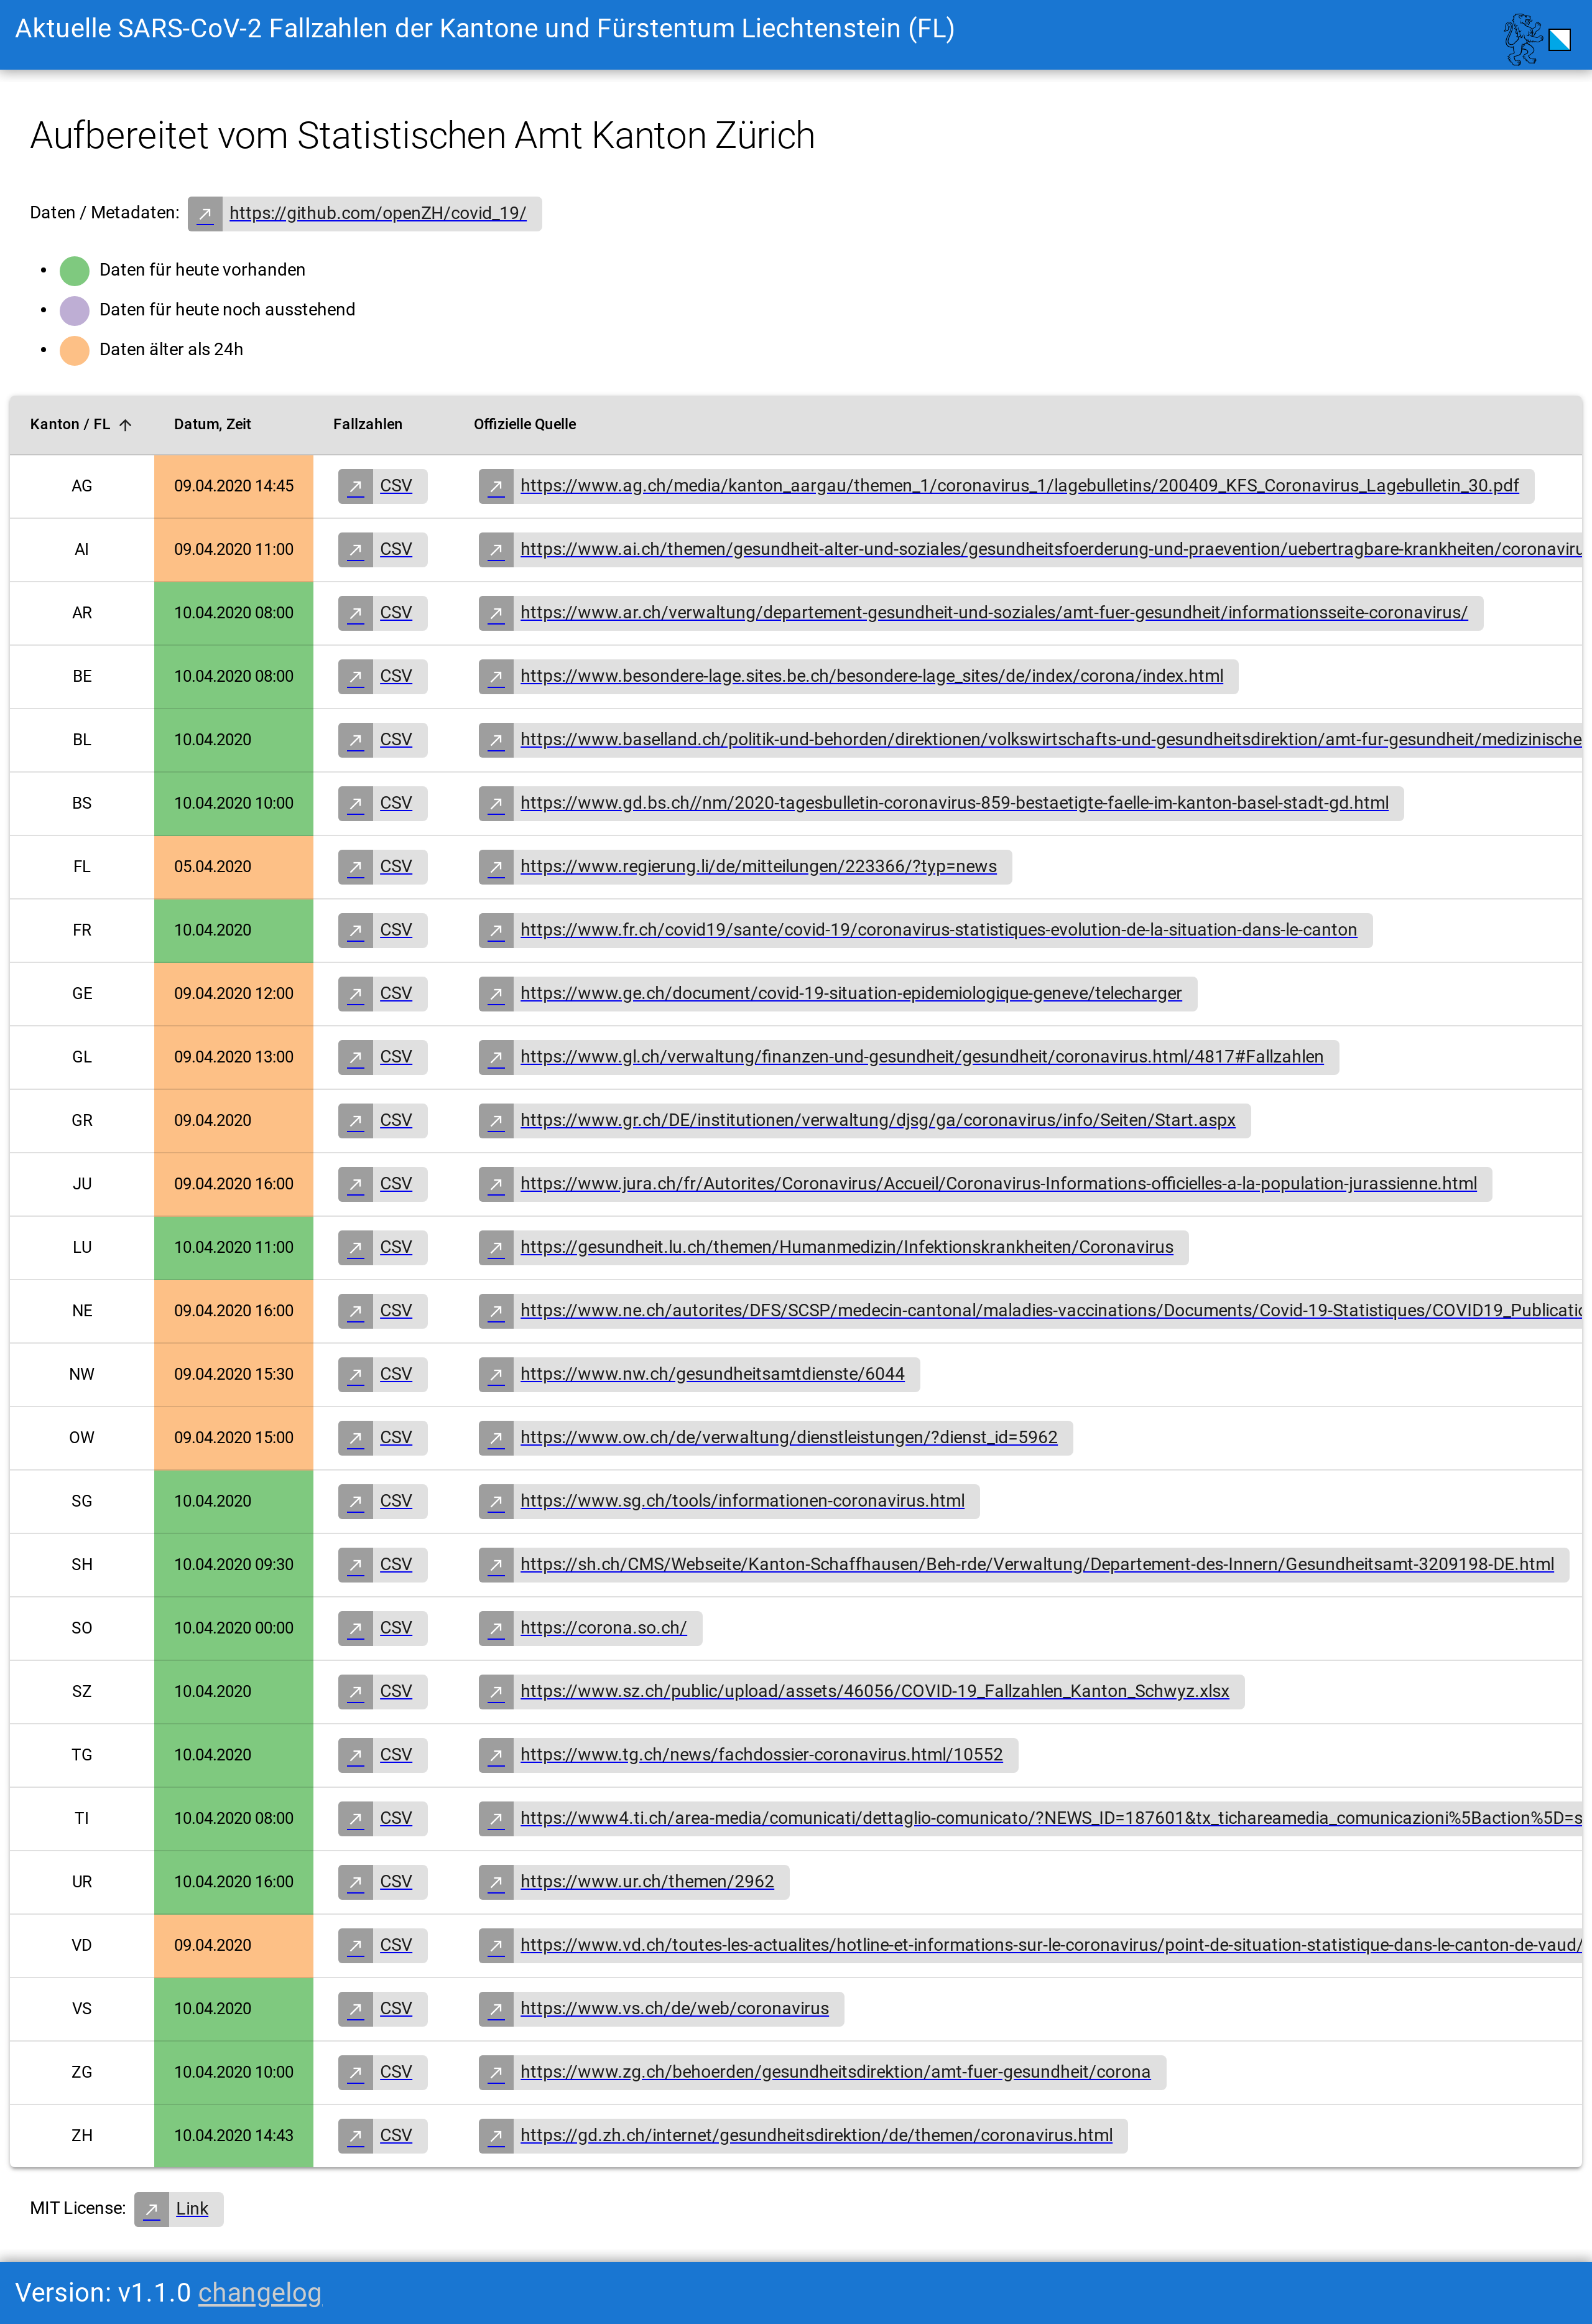 Aktuelle SARS-CoV-2 Fallzahlen der Kantone und Fürstentum Liechtenstein (FL)
Aufbereitet vom Statistischen Amt Kanton Zürich
Daten / Metadaten: https://github.com/openZH/covid_19/
Daten für heute vorhanden
Daten für heute noch ausstehend
Daten älter als 24h
Kanton / FL Datum, Zeit Fallzahlen Offizielle Quelle
AG 09.04.2020 14:45 CSV https://www.ag.ch/media/kanton_aargau/themen_1/coronavirus_1/lagebulletins/200409_KFS_Coronavirus_Lagebulletin_30.pdf
AI 09.04.2020 11:00 CSV https://www.ai.ch/themen/gesundheit-alter-und-soziales/gesundheitsfoerderung-und-praevention/uebertragbare-krankheiten/coronaviru
AR 10.04.2020 08:00 CSV https://www.ar.ch/verwaltung/departement-gesundheit-und-soziales/amt-fuer-gesundheit/informationsseite-coronavirus/
BE 10.04.2020 08:00 CSV https://www.besondere-lage.sites.be.ch/besondere-lage_sites/de/index/corona/index.html
BL 10.04.2020 CSV https://www.baselland.ch/politik-und-behorden/direktionen/volkswirtschafts-und-gesundheitsdirektion/amt-fur-gesundheit/medizinische
BS 10.04.2020 10:00 CSV https://www.gd.bs.ch//nm/2020-tagesbulletin-coronavirus-859-bestaetigte-faelle-im-kanton-basel-stadt-gd.html
FL 05.04.2020 CSV https://www.regierung.li/de/mitteilungen/223366/?typ=news
FR 10.04.2020 CSV https://www.fr.ch/covid19/sante/covid-19/coronavirus-statistiques-evolution-de-la-situation-dans-le-canton
GE 09.04.2020 12:00 CSV https://www.ge.ch/document/covid-19-situation-epidemiologique-geneve/telecharger
GL 09.04.2020 13:00 CSV https://www.gl.ch/verwaltung/finanzen-und-gesundheit/gesundheit/coronavirus.html/4817#Fallzahlen
GR 09.04.2020 CSV https://www.gr.ch/DE/institutionen/verwaltung/djsg/ga/coronavirus/info/Seiten/Start.aspx
JU 09.04.2020 16:00 CSV https://www.jura.ch/fr/Autorites/Coronavirus/Accueil/Coronavirus-Informations-officielles-a-la-population-jurassienne.html
LU 10.04.2020 11:00 CSV https://gesundheit.lu.ch/themen/Humanmedizin/Infektionskrankheiten/Coronavirus
NE 09.04.2020 16:00 CSV https://www.ne.ch/autorites/DFS/SCSP/medecin-cantonal/maladies-vaccinations/Documents/Covid-19-Statistiques/COVID19_Publicatio
NW 09.04.2020 15:30 CSV https://www.nw.ch/gesundheitsamtdienste/6044
OW 09.04.2020 15:00 CSV https://www.ow.ch/de/verwaltung/dienstleistungen/?dienst_id=5962
SG 10.04.2020 CSV https://www.sg.ch/tools/informationen-coronavirus.html
SH 10.04.2020 09:30 CSV https://sh.ch/CMS/Webseite/Kanton-Schaffhausen/Beh-rde/Verwaltung/Departement-des-Innern/Gesundheitsamt-3209198-DE.html
SO 10.04.2020 00:00 CSV https://corona.so.ch/
SZ 10.04.2020 CSV https://www.sz.ch/public/upload/assets/46056/COVID-19_Fallzahlen_Kanton_Schwyz.xlsx
TG 10.04.2020 CSV https://www.tg.ch/news/fachdossier-coronavirus.html/10552
TI 10.04.2020 08:00 CSV https://www4.ti.ch/area-media/comunicati/dettaglio-comunicato/?NEWS_ID=187601&tx_tichareamedia_comunicazioni%5Baction%5D=s
UR 10.04.2020 16:00 CSV https://www.ur.ch/themen/2962
VD 09.04.2020 CSV https://www.vd.ch/toutes-les-actualites/hotline-et-informations-sur-le-coronavirus/point-de-situation-statistique-dans-le-canton-de-vaud/
VS 10.04.2020 CSV https://www.vs.ch/de/web/coronavirus
ZG 10.04.2020 10:00 CSV https://www.zg.ch/behoerden/gesundheitsdirektion/amt-fuer-gesundheit/corona
ZH 10.04.2020 14:43 CSV https://gd.zh.ch/internet/gesundheitsdirektion/de/themen/coronavirus.html
MIT License: Link
Version: v1.1.0 changelog